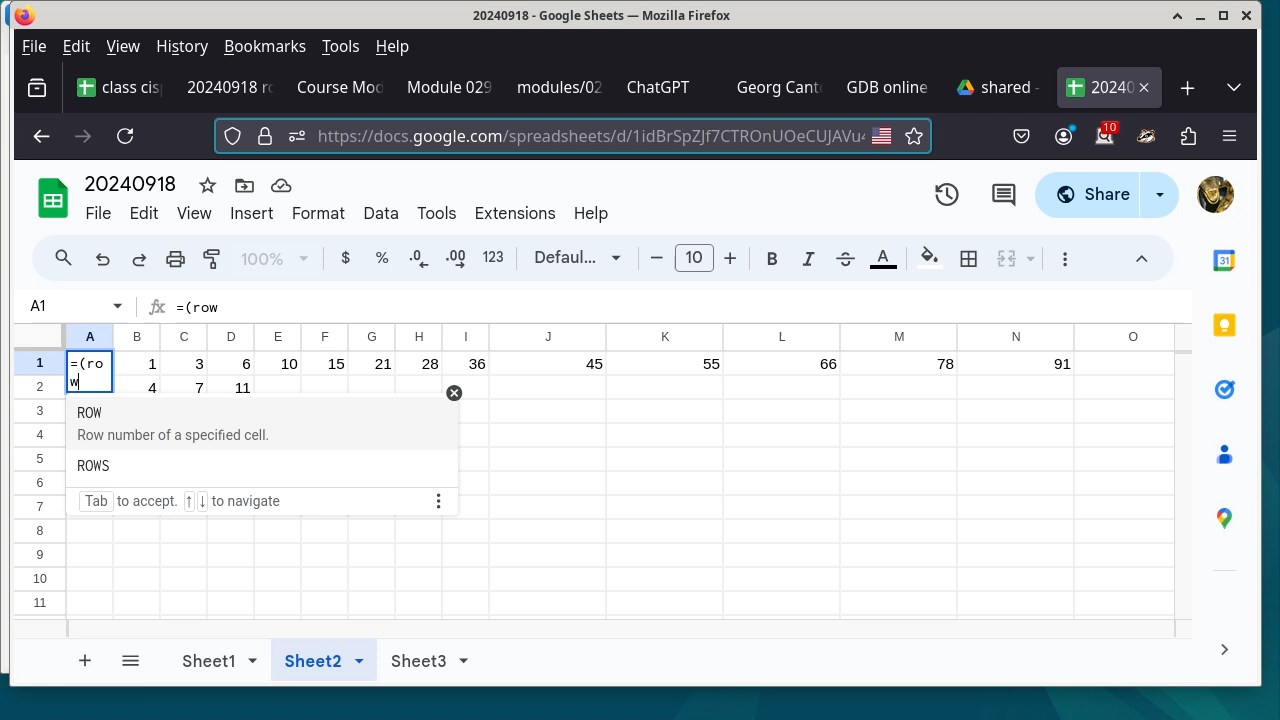 20240918 - Google Sheets — Mozilla Firefox
File Edit View History Bookmarks Tools Help
class cis 20240918 Course Mod Module 029 modules/02 ChatGPT Georg Cant GDB online shared - 20240
https://docs.google.com/spreadsheets/d/1idBrSpZJf7CTROnUOeCUJAVu
10
20240918
Share
File Edit View Insert Format Data Tools Extensions Help
100% $ % .0 .00 123 Defaul... 10 B I S A
31
A1 fx =(row
A B C D E F G H I J K L M N O
1 =(ro 1 3 6 10 15 21 28 36 45 55 66 78 91
w
2 4 7 11
3 ROW
4 Row number of a specified cell.
5 ROWS
6
7 Tab to accept. ↑ ↓ to navigate
8
9
10
11
Sheet1 Sheet2 Sheet3